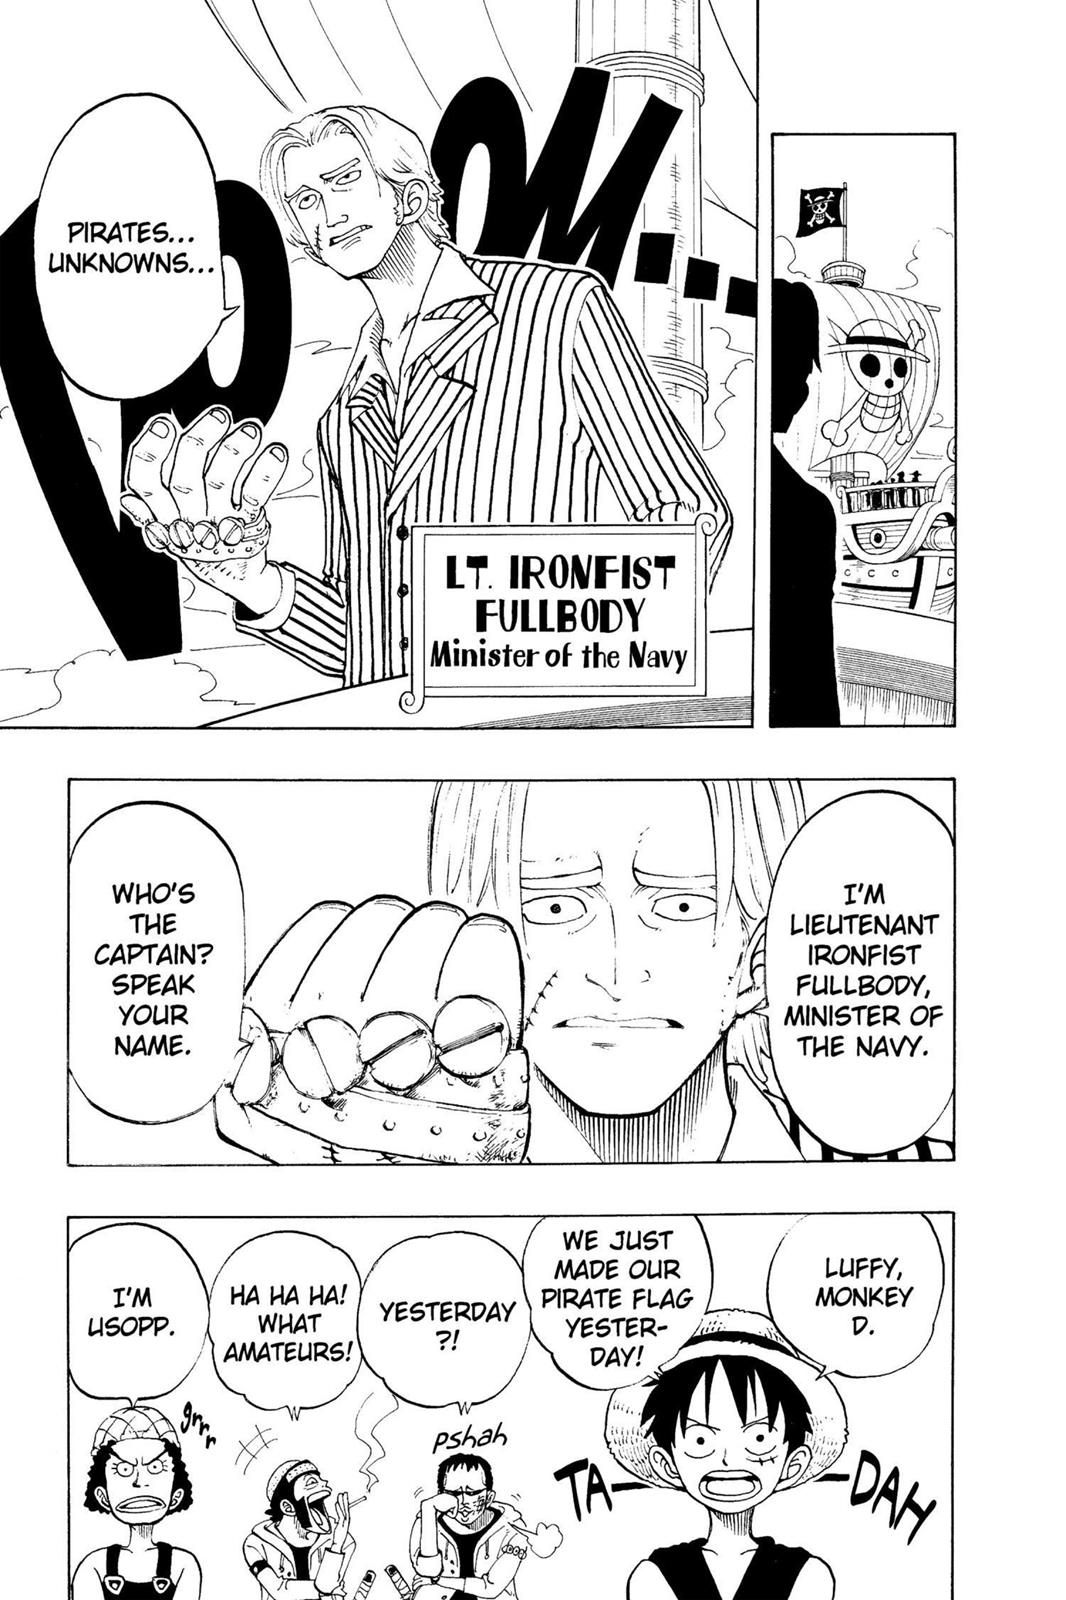 PIRATES...
UNKNOWNS...
VROOM...
LT. IRONFIST
FULLBODY
Minister of the Navy
I'M
LIEUTENANT
IRONFIST
FULLBODY,
MINISTER OF
THE NAVY.
WHO'S
THE
CAPTAIN?
SPEAK
YOUR
NAME.
LUFFY,
MONKEY
D.
TA-DAH
WE JUST
MADE OUR
PIRATE FLAG
YESTER-
DAY!
YESTERDAY
?!
pshah
HA HA HA!
WHAT
AMATEURS!
I'M
USOPP.
grrr